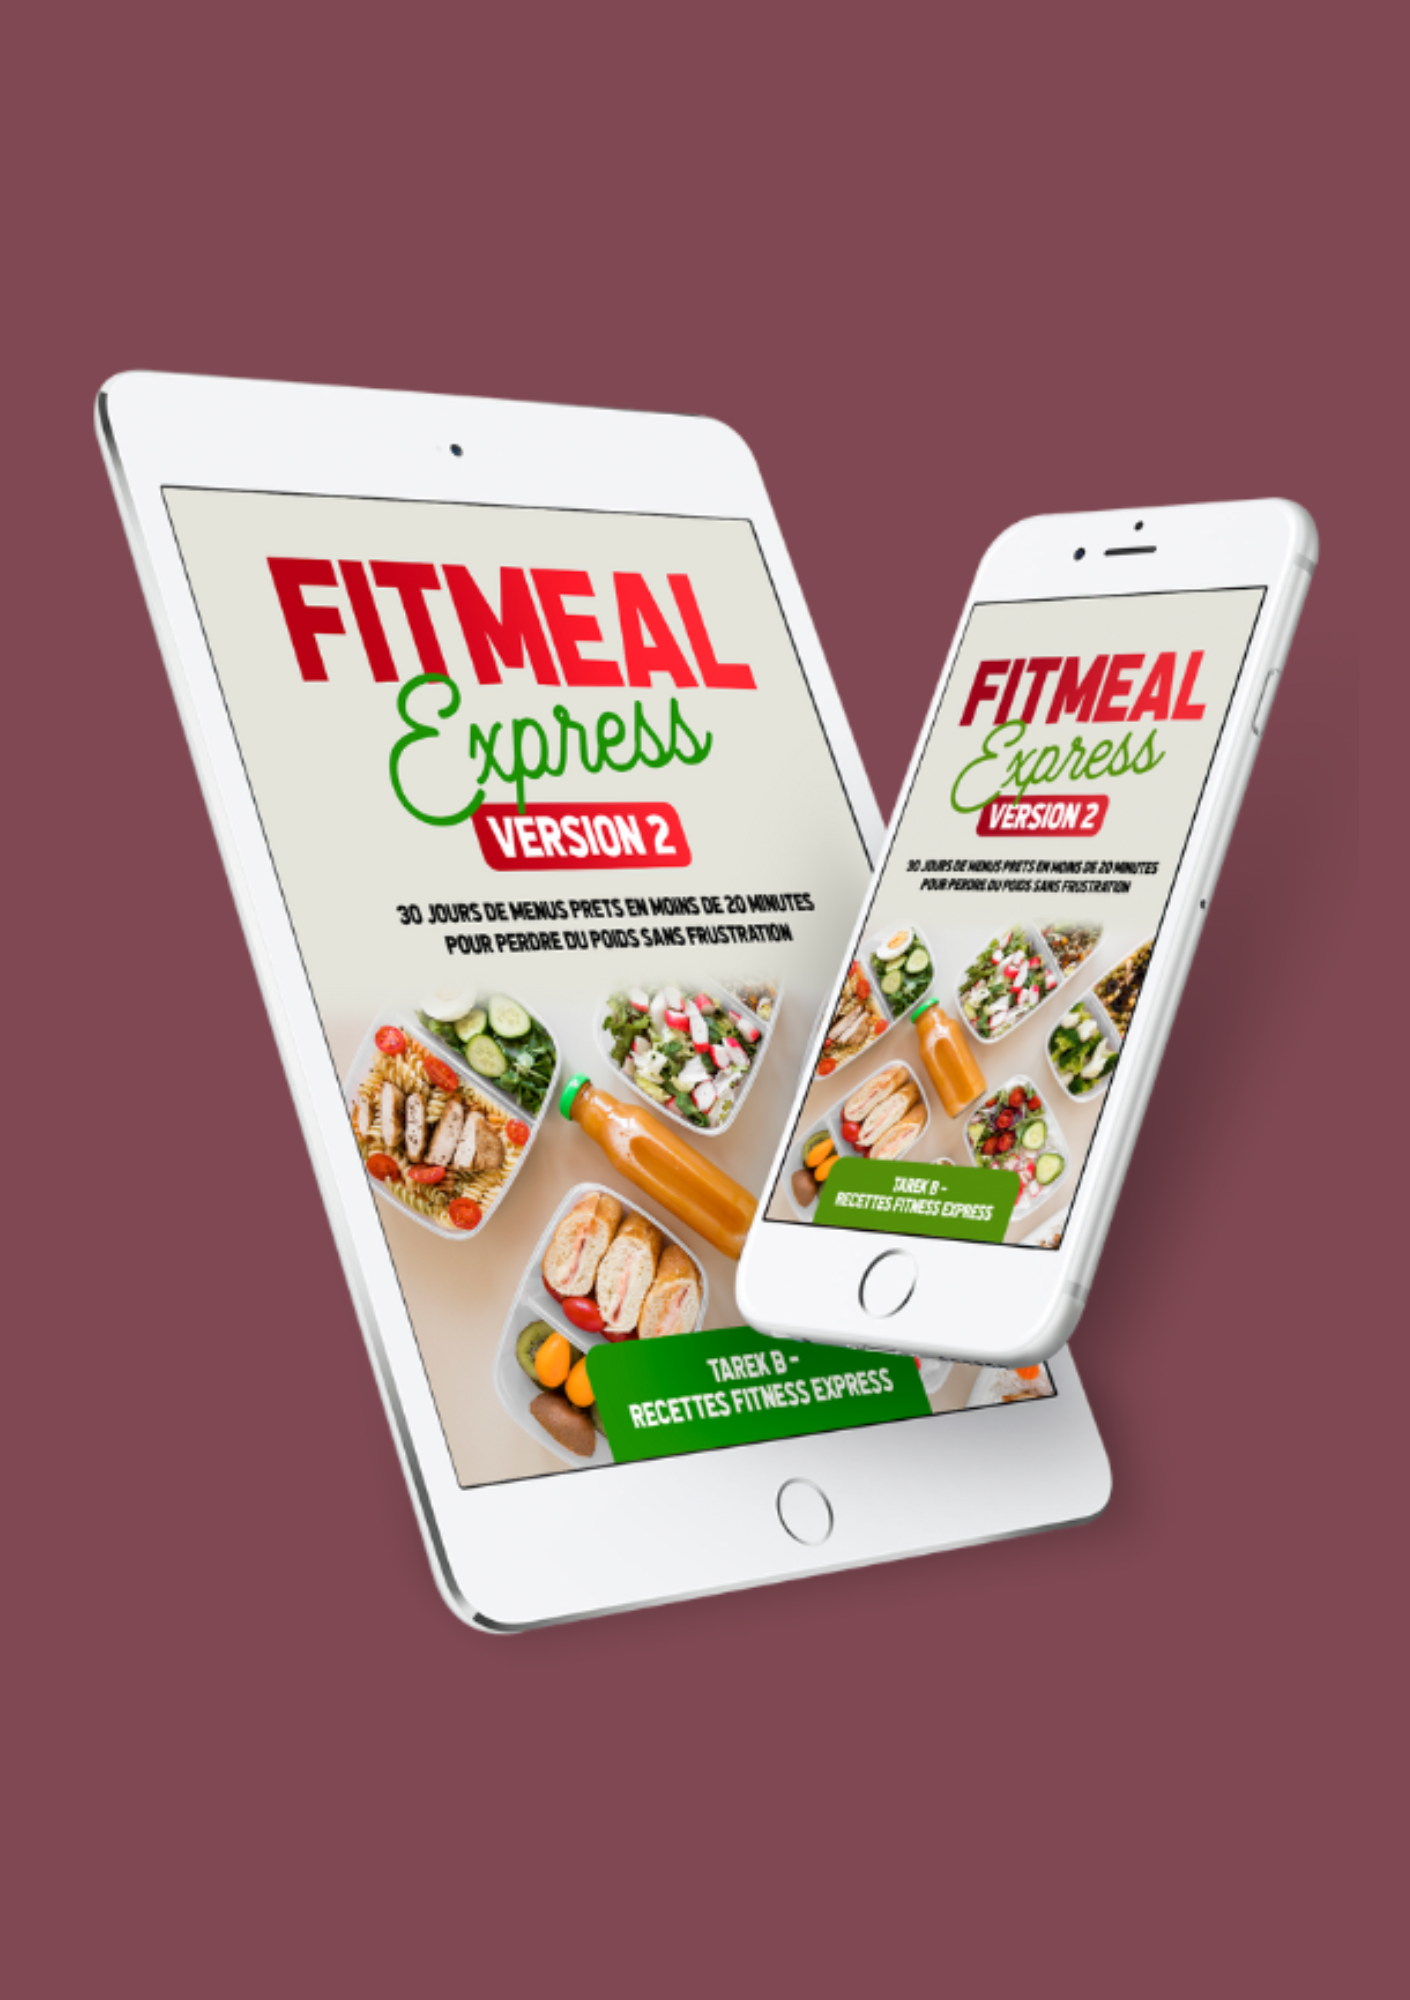 FITMEAL
Express
VERSION 2
30 JOURS DE MENUS PRETS EN MOINS DE 20 MINUTES
POUR PERDRE DU POIDS SANS FRUSTRATION
TAREK B -
RECETTES FITNESS EXPRESS
FITMEAL
Express
VERSION 2
30 JOURS DE MENUS PRETS EN MOINS DE 20 MINUTES
POUR PERDRE DU POIDS SANS FRUSTRATION
TAREK B -
RECETTES FITNESS EXPRESS